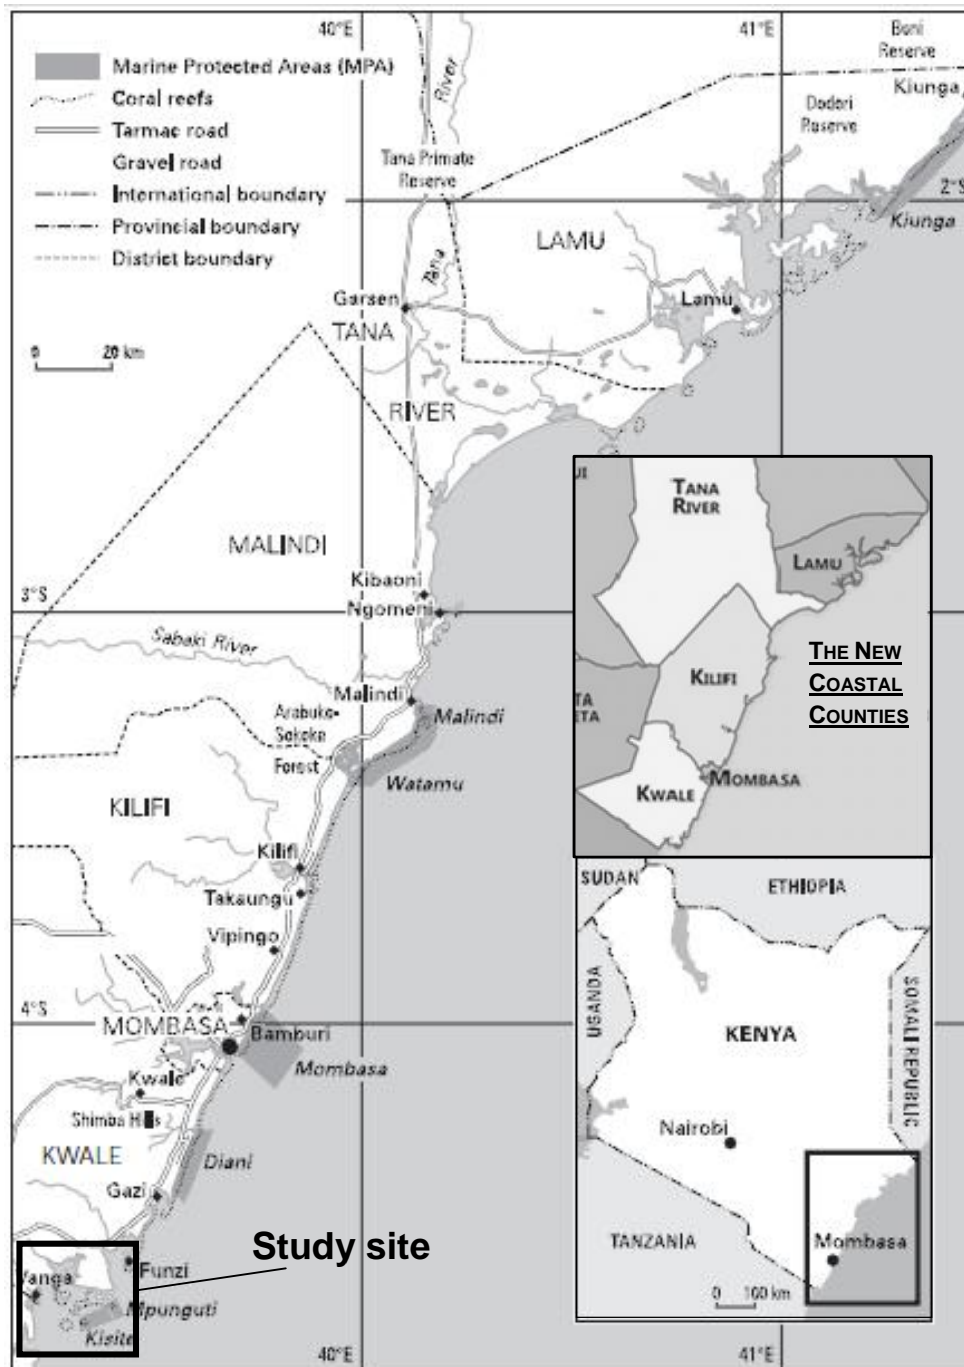 40°E
41°E
Boni
Reserve
Marine Protected Areas (MPA)
Coral reefs
Tarmac road
Gravel road
International boundary
Provincial boundary
District boundary
River
Kiunga
Dodori
Reserve
Tana Primate
Reserve
2°S
Kiunga
LAMU
Tana
Garsen
Lamu
TANA
0 20 km
RIVER
MALINDI
Kibaoni
3°S
Ngomeni
Sabaki River
Malindi
Arabuko-
Sokoke
Forest
Malindi
Watamu
KILIFI
Kilifi
Takaungu
Vipingo
4°S
MOMBASA
Bamburi
Mombasa
Kwale
Shimba Hills
KWALE
Diani
Gazi
Study site
Funzi
Vanga
Mpunguti
Kisite
40°E
41°E
UI
TANA
RIVER
LAMU
THE NEW
COASTAL
COUNTIES
KILIFI
TA
ETA
MOMBASA
KWALE
SUDAN
ETHIOPIA
UGANDA
SOMALI REPUBLIC
KENYA
Nairobi
TANZANIA
Mombasa
0 100 km